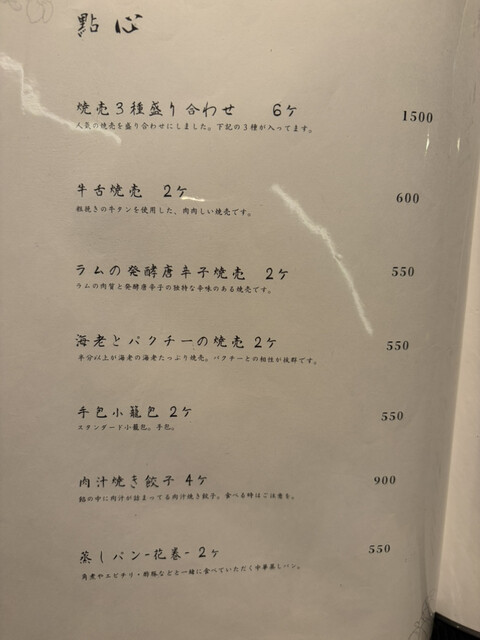 點心
焼売3種盛り合わせ 6ヶ 1500
人気の焼売を盛り合わせにしました。下記の3種が入ってます。
牛舌焼売 2ヶ 600
粗挽きの牛タンを使用した、肉肉しい焼売です。
ラムの発酵唐辛子焼売 2ヶ 550
ラムの肉質と発酵唐辛子の独特な辛味のある焼売です。
海老とパクチーの焼売 2ヶ 550
半分以上が海老の海老たっぷり焼売。パクチーとの相性が抜群です。
手包小籠包 2ヶ 550
スタンダード小籠包。手包。
肉汁焼き餃子 4ヶ 900
餡の中に肉汁が詰まってる肉汁焼き餃子。食べる時はご注意を。
蒸しパン-花巻- 2ヶ 550
角煮やエビチリ・酢豚などと一緒に食べていただく中華蒸しパン。